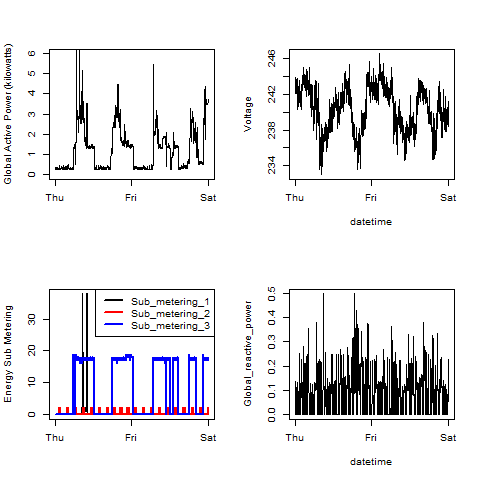 Global Active Power (kilowatts)
0 1 2 3 4 5 6
Thu Fri Sat
Voltage
234 238 242 246
Thu Fri Sat
datetime
Energy Sub Metering
0 10 20 30
Sub_metering_1
Sub_metering_2
Sub_metering_3
Thu Fri Sat
Global_reactive_power
0.0 0.1 0.2 0.3 0.4 0.5
Thu Fri Sat
datetime